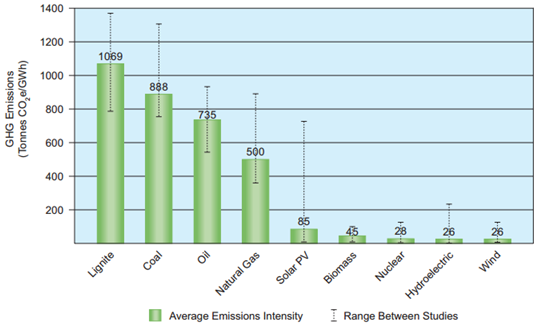 GHG Emissions
(Tonnes CO₂e/GWh)
1400
1200
1000
800
600
400
200
1069
888
735
500
85
45
28
26
26
Lignite
Coal
Oil
Natural Gas
Solar PV
Biomass
Nuclear
Hydroelectric
Wind
Average Emissions Intensity
Range Between Studies